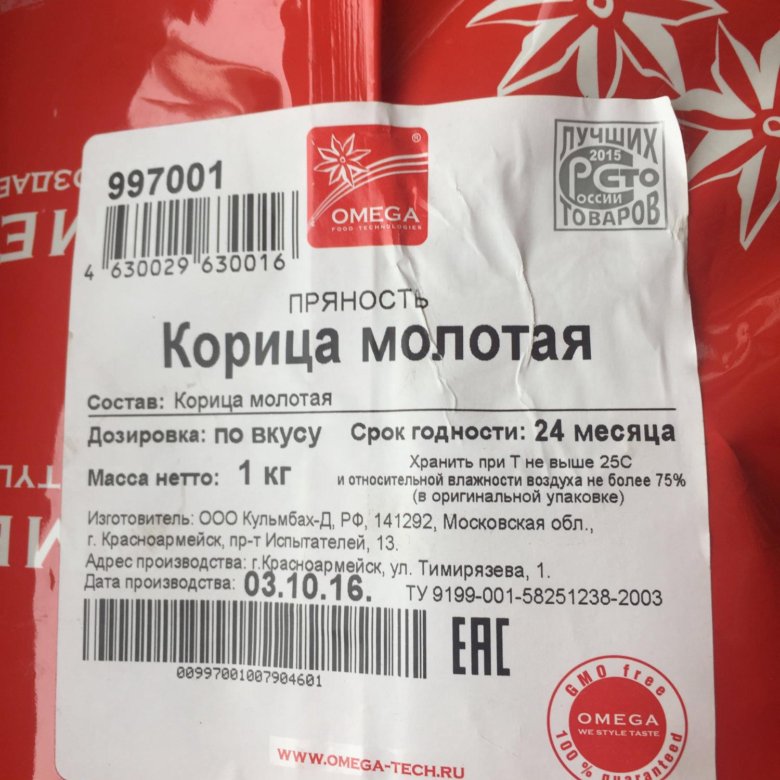 997001
4 630029 630016
OMEGA
FOOD TECHNOLOGIES
ЛУЧШИХ
2015
СТО
РОССИИ
ТОВАРОВ
ПРЯНОСТЬ
Корица молотая
Состав: Корица молотая
Дозировка: по вкусу Срок годности: 24 месяца
Масса нетто: 1 кг
Хранить при Т не выше 25С
и относительной влажности воздуха не более 75%
(в оригинальной упаковке)
Изготовитель: ООО Кульмбах-Д, РФ, 141292, Московская обл.,
г. Красноармейск, пр-т Испытателей, 13.
Адрес производства: г.Красноармейск, ул. Тимирязева, 1.
Дата производства: 03.10.16. ТУ 9199-001-58251238-2003
00997001007904601
EAC
GMO free
OMEGA
WE STYLE TASTE
100 % guaranteed
WWW.OMEGA-TECH.RU